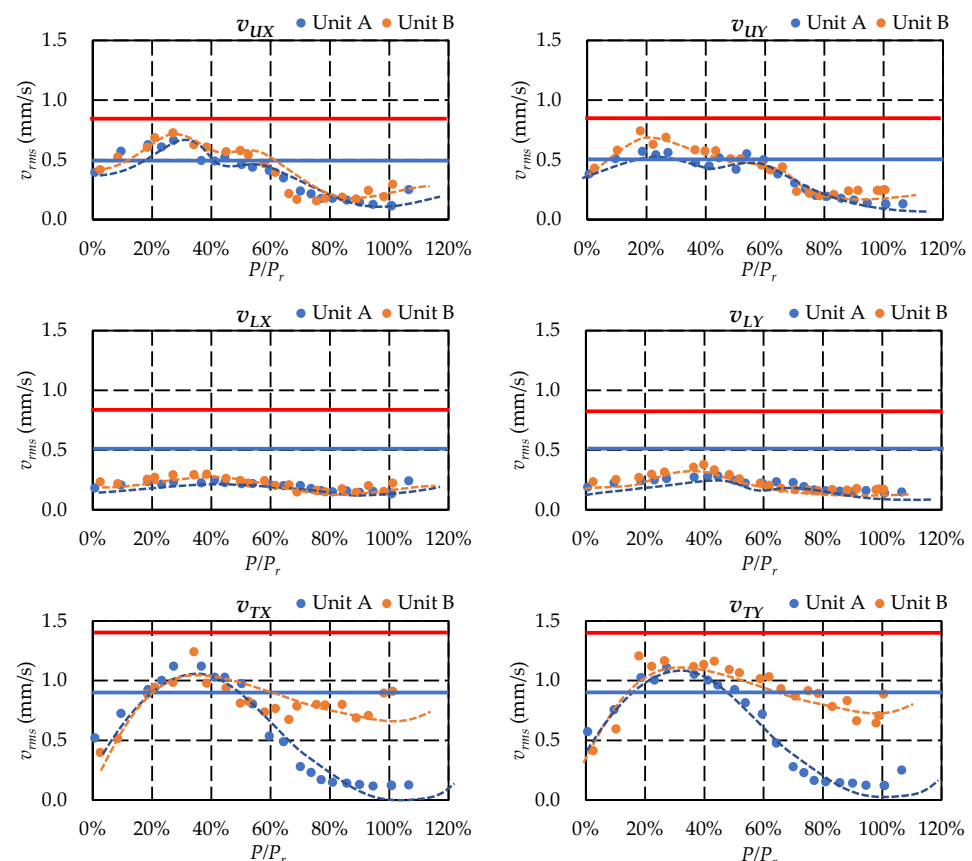 v_UX Unit A Unit B
1.5
1.0
0.5
0.0
v_rms (mm/s)
0% 20% 40% 60% 80% 100% 120%
P/P_r
v_UY Unit A Unit B
1.5
1.0
0.5
0.0
v_rms (mm/s)
0% 20% 40% 60% 80% 100% 120%
P/P_r
v_LX Unit A Unit B
1.5
1.0
0.5
0.0
v_rms (mm/s)
0% 20% 40% 60% 80% 100% 120%
P/P_r
v_LY Unit A Unit B
1.5
1.0
0.5
0.0
v_rms (mm/s)
0% 20% 40% 60% 80% 100% 120%
P/P_r
v_TX Unit A Unit B
1.5
1.0
0.5
0.0
v_rms (mm/s)
0% 20% 40% 60% 80% 100% 120%
P/P_r
v_TY Unit A Unit B
1.5
1.0
0.5
0.0
v_rms (mm/s)
0% 20% 40% 60% 80% 100% 120%
P/P_r